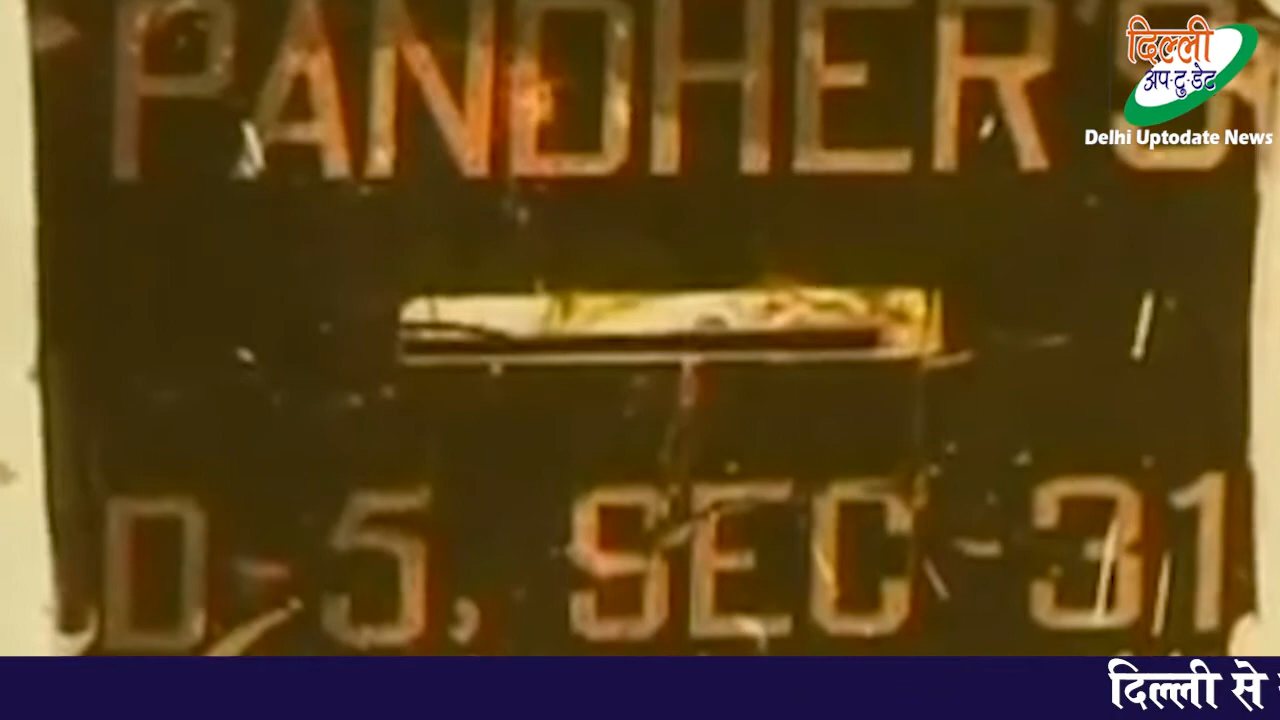 PANDHER'S
दिल्ली
अप-टु-डेट
Delhi Uptodate News
D-5, SEC-31
दिल्ली से